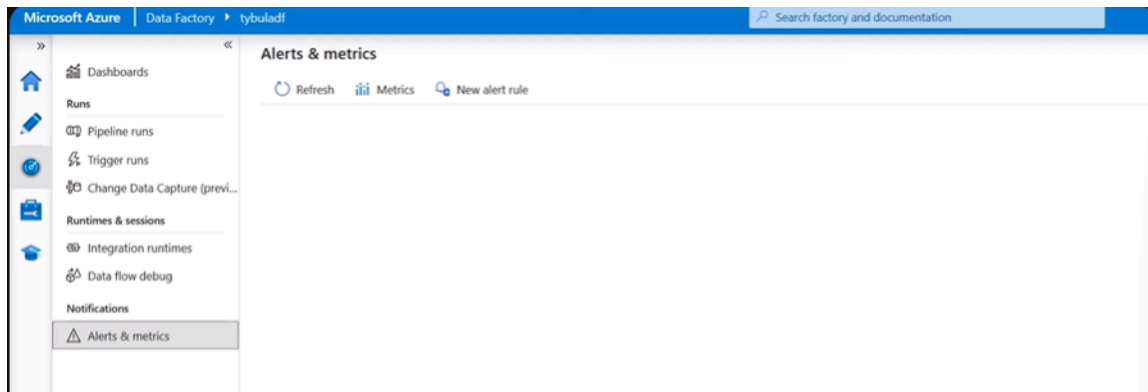 Microsoft Azure | Data Factory ▸ tybuladf
Search factory and documentation
» «
Dashboards
Runs
Pipeline runs
Trigger runs
Change Data Capture (previ...
Runtimes & sessions
Integration runtimes
Data flow debug
Notifications
Alerts & metrics
Alerts & metrics
Refresh Metrics New alert rule